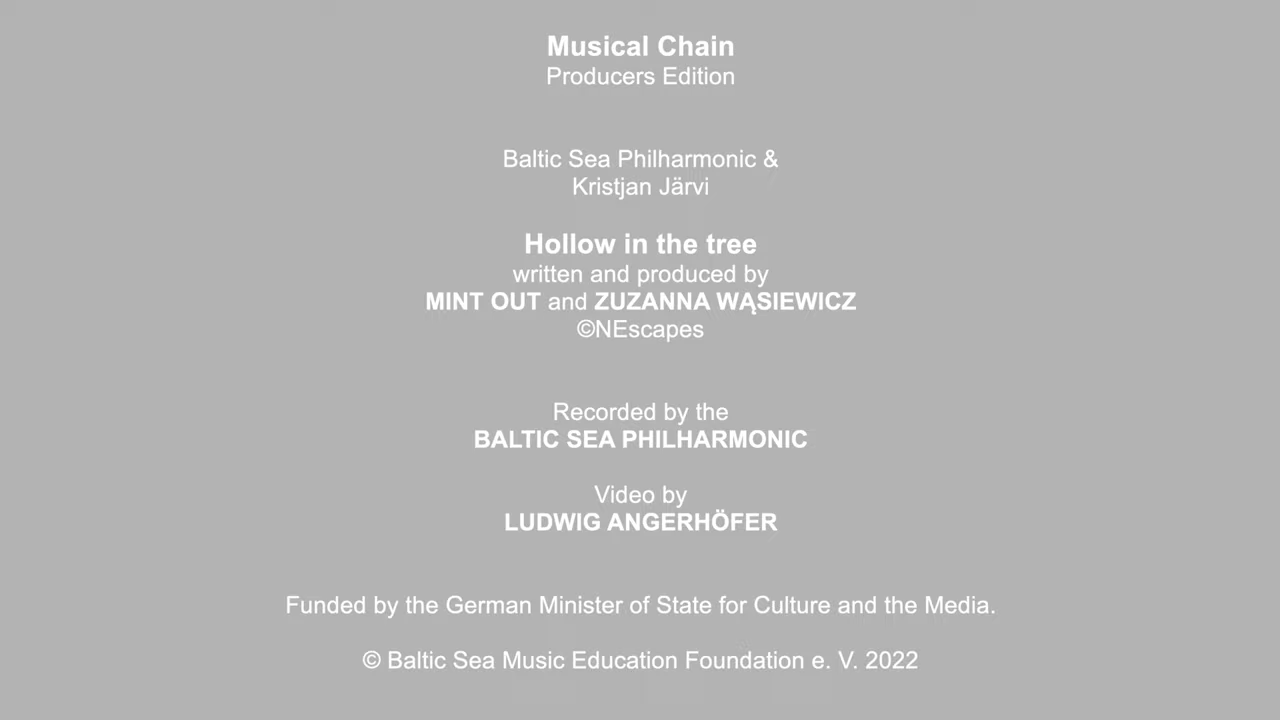 Musical Chain
Producers Edition
Baltic Sea Philharmonic &
Kristjan Järvi
Hollow in the tree
written and produced by
MINT OUT and ZUZANNA WĄSIEWICZ
©NEscapes
Recorded by the
BALTIC SEA PHILHARMONIC
Video by
LUDWIG ANGERHÖFER
Funded by the German Minister of State for Culture and the Media.
© Baltic Sea Music Education Foundation e. V. 2022